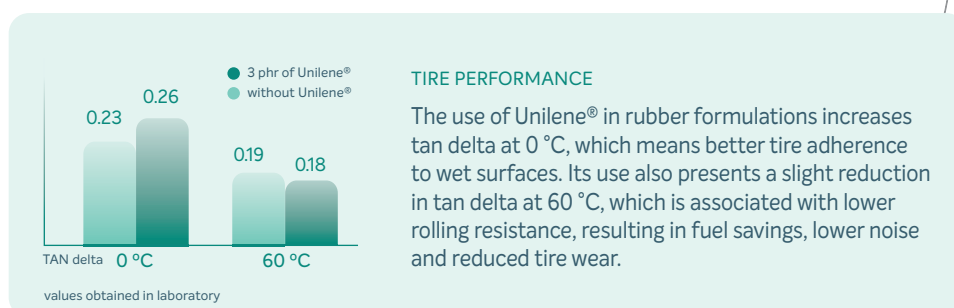 3 phr of Unilene®
without Unilene®
0.23
0.26
0.19
0.18
TAN delta
0 ºC
60 ºC
values obtained in laboratory
TIRE PERFORMANCE
The use of Unilene® in rubber formulations increases
tan delta at 0 °C, which means better tire adherence
to wet surfaces. Its use also presents a slight reduction
in tan delta at 60 °C, which is associated with lower
rolling resistance, resulting in fuel savings, lower noise
and reduced tire wear.